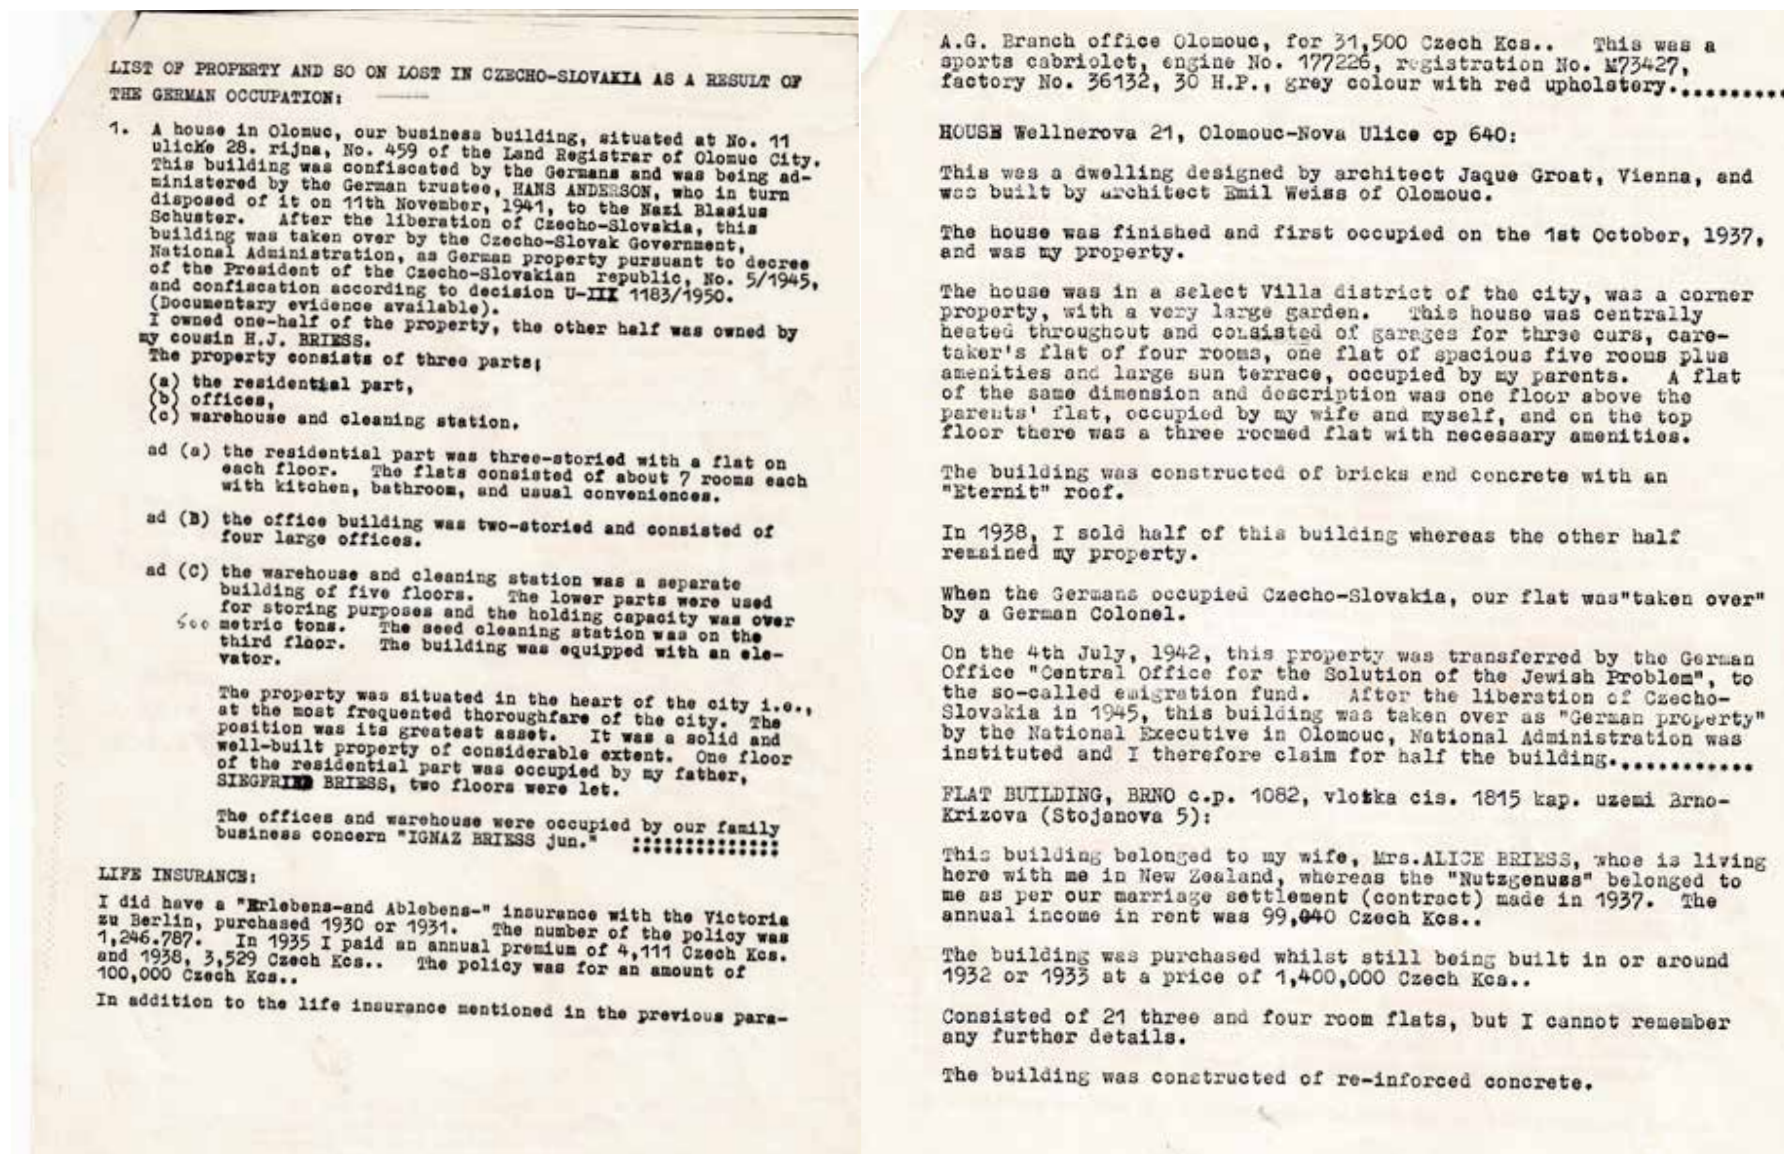 LIST OF PROPERTY AND SO ON LOST IN CZECHO-SLOVAKIA AS A RESULT OF
THE GERMAN OCCUPATION:
1. A house in Olomuc, our business building, situated at No. 11
ulicKe 28. rijna, No. 459 of the Land Registrar of Olomuc City.
This building was confiscated by the Germans and was being ad-
ministered by the German trustee, HANS ANDERSON, who in turn
disposed of it on 11th November, 1941, to the Nazi Blasius
Schuster. After the liberation of Czecho-Slovakia, this
building was taken over by the Czecho-Slovak Government,
National Administration, as German property pursuant to decree
of the President of the Czecho-Slovakian republic, No. 5/1945,
and confiscation according to decision U-III 1183/1950.
(Documentary evidence available).
I owned one-half of the property, the other half was owned by
my cousin H.J. BRIESS.
The property consists of three parts;
(a) the residential part,
(b) offices,
(c) warehouse and cleaning station.
ad (a) the residential part was three-storied with a flat on
each floor. The flats consisted of about 7 rooms each
with kitchen, bathroom, and usual conveniences.
ad (B) the office building was two-storied and consisted of
four large offices.
ad (C) the warehouse and cleaning station was a separate
building of five floors. The lower parts were used
for storing purposes and the holding capacity was over
metric tons. The seed cleaning station was on the
third floor. The building was equipped with an ele-
vator.
The property was situated in the heart of the city i.e.,
at the most frequented thoroughfare of the city. The
position was its greatest asset. It was a solid and
well-built property of considerable extent. One floor
of the residential part was occupied by my father,
SIEGFRIED BRIESS, two floors were let.
The offices and warehouse were occupied by our family
business concern "IGNAZ BRIESS jun." ::::::::::::::
LIFE INSURANCE:
I did have a "Erlebens-and Ablebens-" insurance with the Victoria
zu Berlin, purchased 1930 or 1931. The number of the policy was
1,246.787. In 1935 I paid an annual premium of 4,111 Czech Kcs.
and 1938, 3,529 Czech Kcs.. The policy was for an amount of
100,000 Czech Kcs..
In addition to the life insurance mentioned in the previous para-
A.G. Branch office Olomouc, for 31,500 Czech Kcs.. This was a
sports cabriolet, engine No. 177226, registration No. M73427,
factory No. 36132, 30 H.P., grey colour with red upholstery..........
HOUSE Wellnerova 21, Olomouc-Nova Ulice cp 640:
This was a dwelling designed by architect Jaque Groat, Vienna, and
was built by architect Emil Weiss of Olomouc.
The house was finished and first occupied on the 1st October, 1937,
and was my property.
The house was in a select Villa district of the city, was a corner
property, with a very large garden. This house was centrally
heated throughout and consisted of garages for three curs, care-
taker's flat of four rooms, one flat of spacious five rooms plus
amenities and large sun terrace, occupied by my parents. A flat
of the same dimension and description was one floor above the
parents' flat, occupied by my wife and myself, and on the top
floor there was a three roomed flat with necessary amenities.
The building was constructed of bricks and concrete with an
"Eternit" roof.
In 1938, I sold half of this building whereas the other half
remained my property.
When the Germans occupied Czecho-Slovakia, our flat was"taken over"
by a German Colonel.
On the 4th July, 1942, this property was transferred by the German
Office "Central Office for the Solution of the Jewish Problem", to
the so-called emigration fund. After the liberation of Czecho-
Slovakia in 1945, this building was taken over as "German property"
by the National Executive in Olomouc, National Administration was
instituted and I therefore claim for half the building............
FLAT BUILDING, BRNO c.p. 1082, vlozka cis. 1815 kap. uzemi Brno-
Krizova (Stojanova 5):
This building belonged to my wife, Mrs.ALICE BRIESS, whoe is living
here with me in New Zealand, whereas the "Nutzgenuss" belonged to
me as per our marriage settlement (contract) made in 1937. The
annual income in rent was 99,040 Czech Kcs..
The building was purchased whilst still being built in or around
1932 or 1933 at a price of 1,400,000 Czech Kcs..
Consisted of 21 three and four room flats, but I cannot remember
any further details.
The building was constructed of re-inforced concrete.